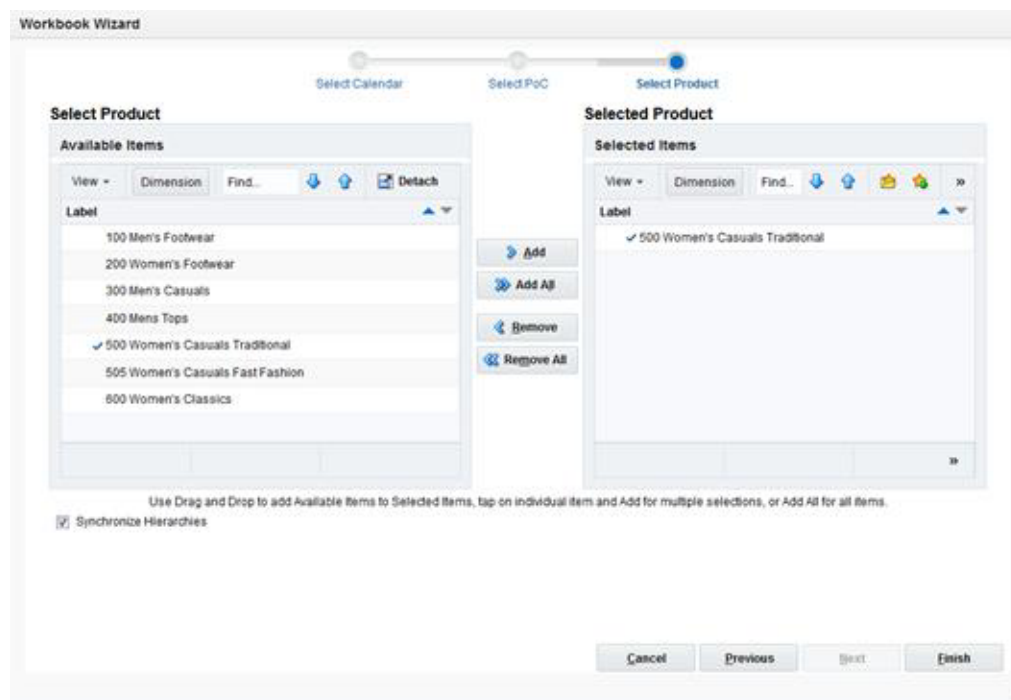 Workbook Wizard
Select Calendar
Select PoC
Select Product
Select Product
Selected Product
Available Items
Selected Items
View
Dimension
Find...
Detach
View
Dimension
Find...
»
Label
Label
100 Men's Footwear
200 Women's Footwear
300 Men's Casuals
400 Mens Tops
500 Women's Casuals Traditional
505 Women's Casuals Fast Fashion
600 Women's Classics
Add
Add All
Remove
Remove All
500 Women's Casuals Traditional
»
Use Drag and Drop to add Available Items to Selected Items, tap on individual item and Add for multiple selections, or Add All for all items.
Synchronize Hierarchies
Cancel
Previous
Next
Finish